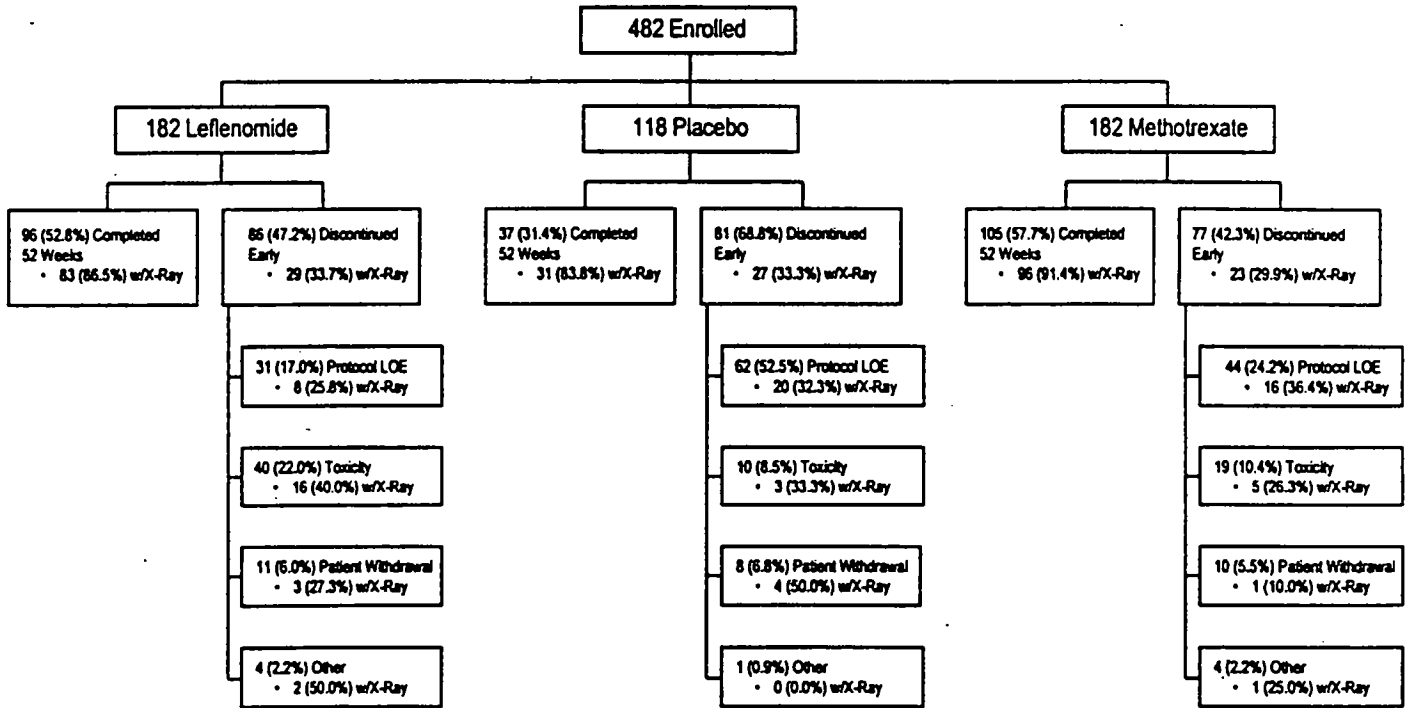 482 Enrolled
182 Leflenomide
118 Placebo
182 Methotrexate
96 (52.8%) Completed
52 Weeks
• 83 (86.5%) w/X-Ray
86 (47.2%) Discontinued
Early
• 29 (33.7%) w/X-Ray
37 (31.4%) Completed
52 Weeks
• 31 (83.8%) w/X-Ray
81 (68.8%) Discontinued
Early
• 27 (33.3%) w/X-Ray
105 (57.7%) Completed
52 Weeks
• 96 (91.4%) w/X-Ray
77 (42.3%) Discontinued
Early
• 23 (29.9%) w/X-Ray
31 (17.0%) Protocol LOE
• 8 (25.8%) w/X-Ray
62 (52.5%) Protocol LOE
• 20 (32.3%) w/X-Ray
44 (24.2%) Protocol LOE
• 16 (36.4%) w/X-Ray
40 (22.0%) Toxicity
• 16 (40.0%) w/X-Ray
10 (8.5%) Toxicity
• 3 (33.3%) w/X-Ray
19 (10.4%) Toxicity
• 5 (26.3%) w/X-Ray
11 (6.0%) Patient Withdrawal
• 3 (27.3%) w/X-Ray
8 (6.8%) Patient Withdrawal
• 4 (50.0%) w/X-Ray
10 (5.5%) Patient Withdrawal
• 1 (10.0%) w/X-Ray
4 (2.2%) Other
• 2 (50.0%) w/X-Ray
1 (0.9%) Other
• 0 (0.0%) w/X-Ray
4 (2.2%) Other
• 1 (25.0%) w/X-Ray